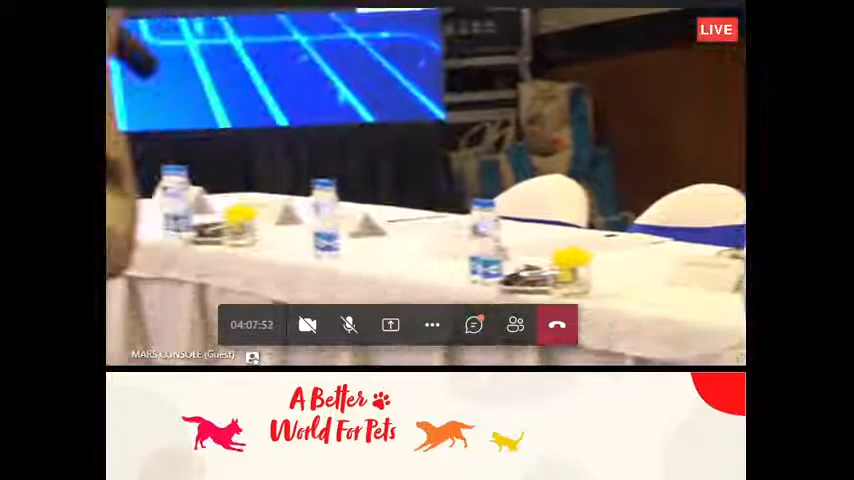 LIVE
04:07:52
MARS CONSOLE (Guest)
A Better
World For Pets